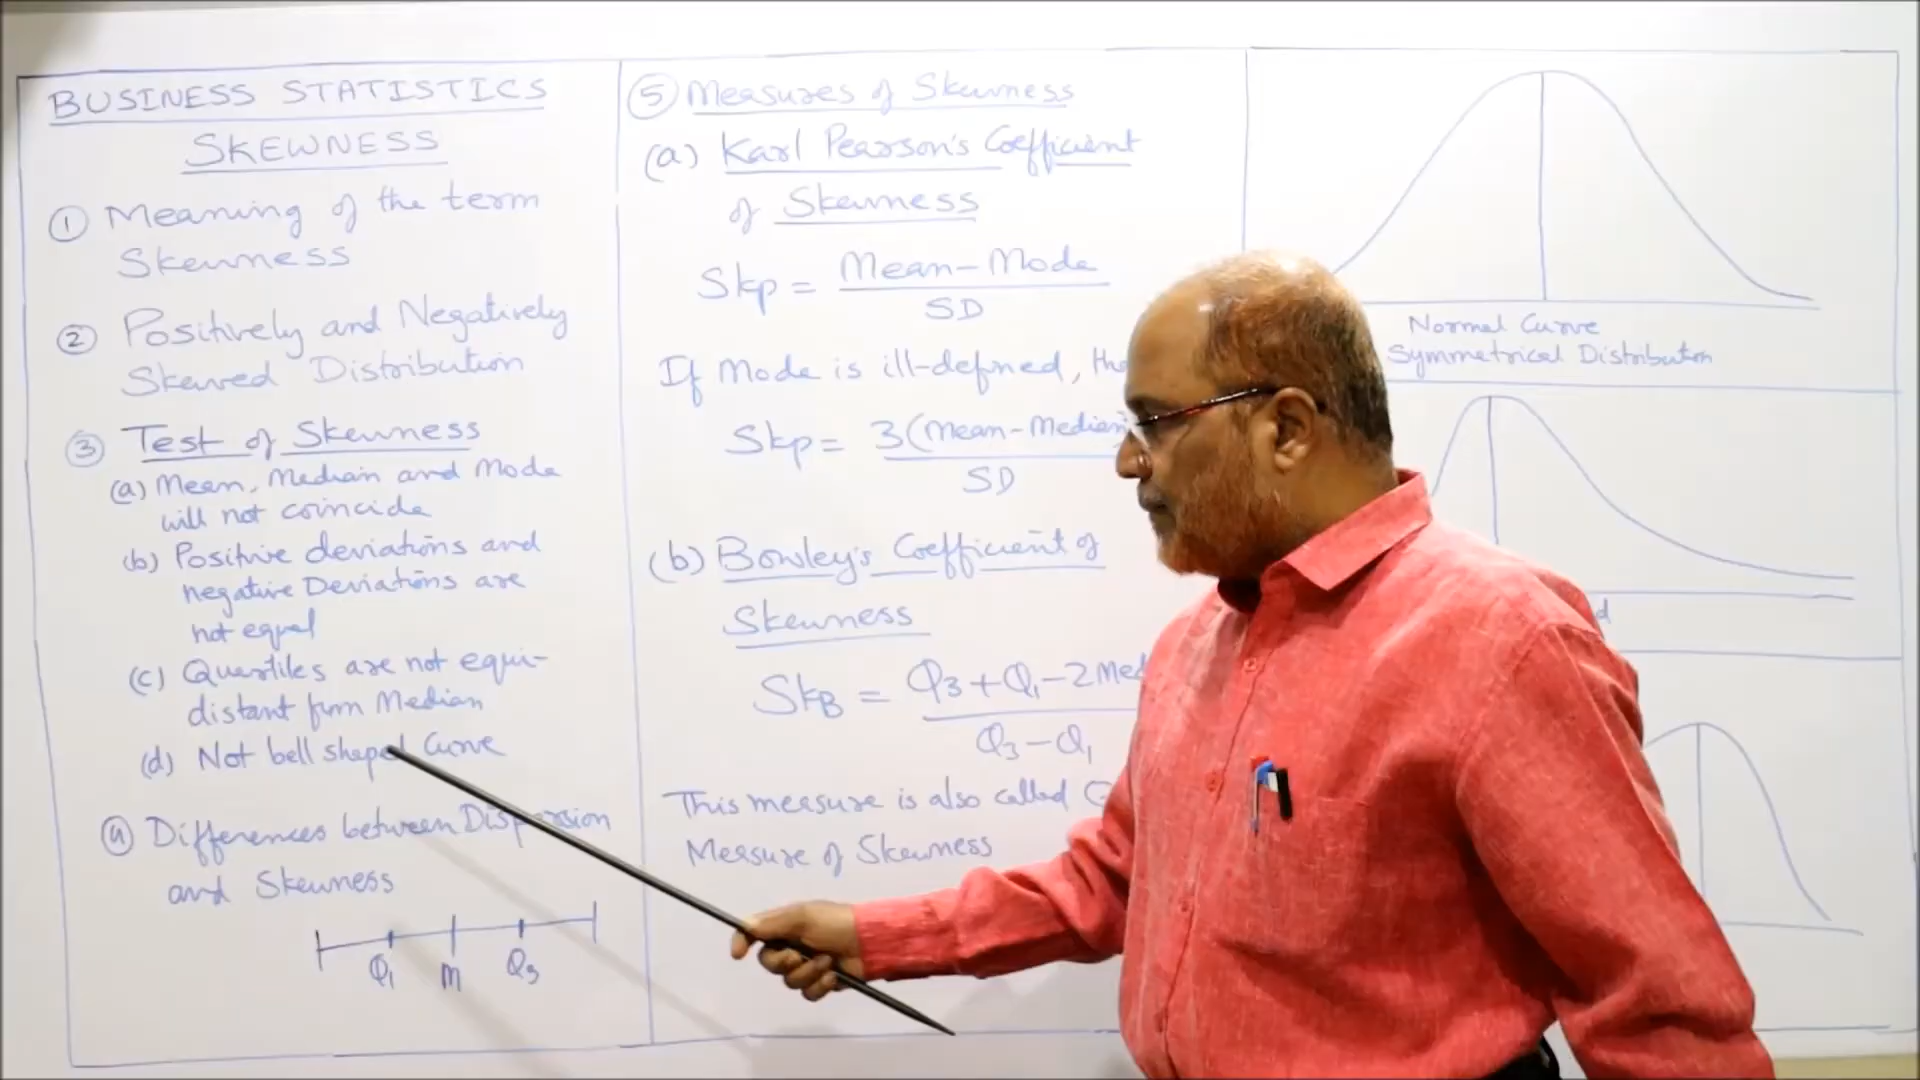 BUSINESS STATISTICS
SKEWNESS
① Meaning of the term
Skewness
② Positively and Negatively
Skewed Distribution
③ Test of Skewness
(a) Mean, Median and Mode
will not coincide
(b) Positive deviations and
negative Deviations are
not equal
(c) Quartiles are not equi-
distant from Median
(d) Not bell shaped Curve
④ Differences between Dispersion
and Skewness
Q₁ M Q₃
⑤ Measures of Skewness
(a) Karl Pearson's Coefficient
of Skewness
Skp = Mean-Mode
SD
If Mode is ill-defined,
Skp = 3(Mean-Median)
SD
(b) Bowley's Coefficient of
Skewness
SkB = Q₃+Q₁-2Med
Q₃-Q₁
This measure is also called
Measure of Skewness
Normal Curve
Symmetrical Distribution